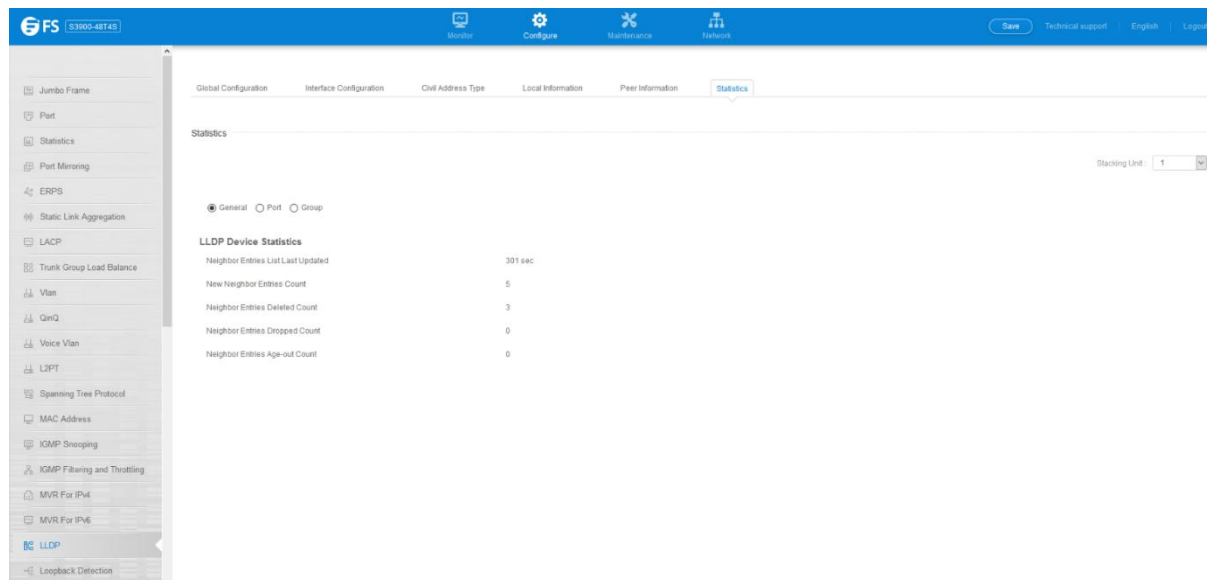 FS S3900-48T4S
Monitor
Configure
Maintenance
Network
Save
Technical support
English
Logout
Jumbo Frame
Port
Statistics
Port Mirroring
ERPS
Static Link Aggregation
LACP
Trunk Group Load Balance
Vlan
QinQ
Voice Vlan
L2PT
Spanning Tree Protocol
MAC Address
IGMP Snooping
IGMP Filtering and Throttling
MVR For IPv4
MVR For IPv6
LLDP
Loopback Detection
Global Configuration
Interface Configuration
Civil Address Type
Local Information
Peer Information
Statistics
Statistics
Stacking Unit : 1
General Port Group
LLDP Device Statistics
Neighbor Entries List Last Updated 301 sec
New Neighbor Entries Count 5
Neighbor Entries Deleted Count 3
Neighbor Entries Dropped Count 0
Neighbor Entries Age-out Count 0